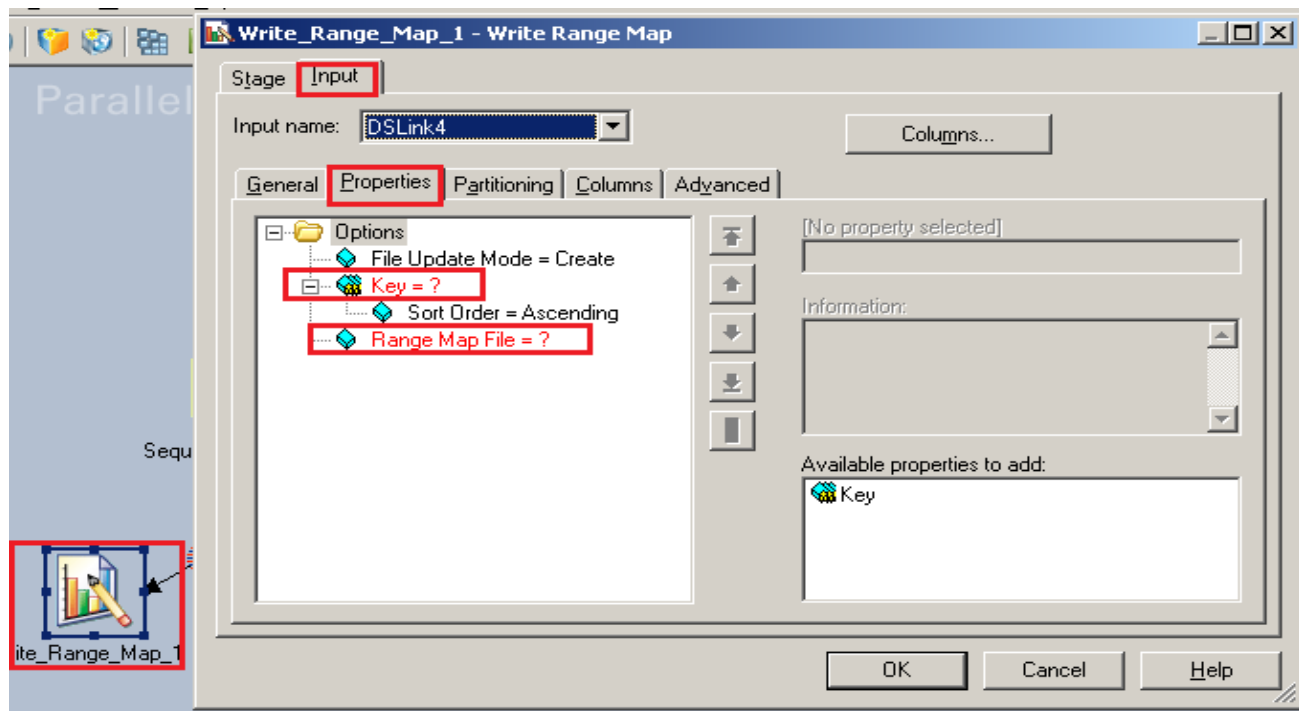 Write_Range_Map_1 - Write Range Map
Parallel
Stage Input
Input name: DSLink4 Columns...
General Properties Partitioning Columns Advanced
Options
File Update Mode = Create
Key = ?
Sort Order = Ascending
Range Map File = ?
[No property selected]
Information:
Available properties to add:
Key
Sequ
ite_Range_Map_1
OK Cancel Help